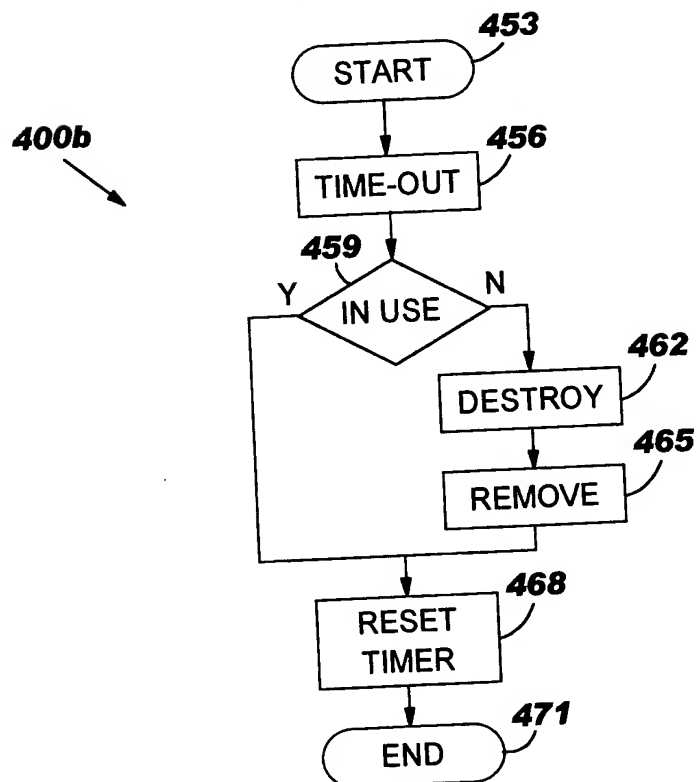 453
START
400b
456
TIME-OUT
459
Y
N
IN USE
462
DESTROY
465
REMOVE
468
RESET
TIMER
471
END